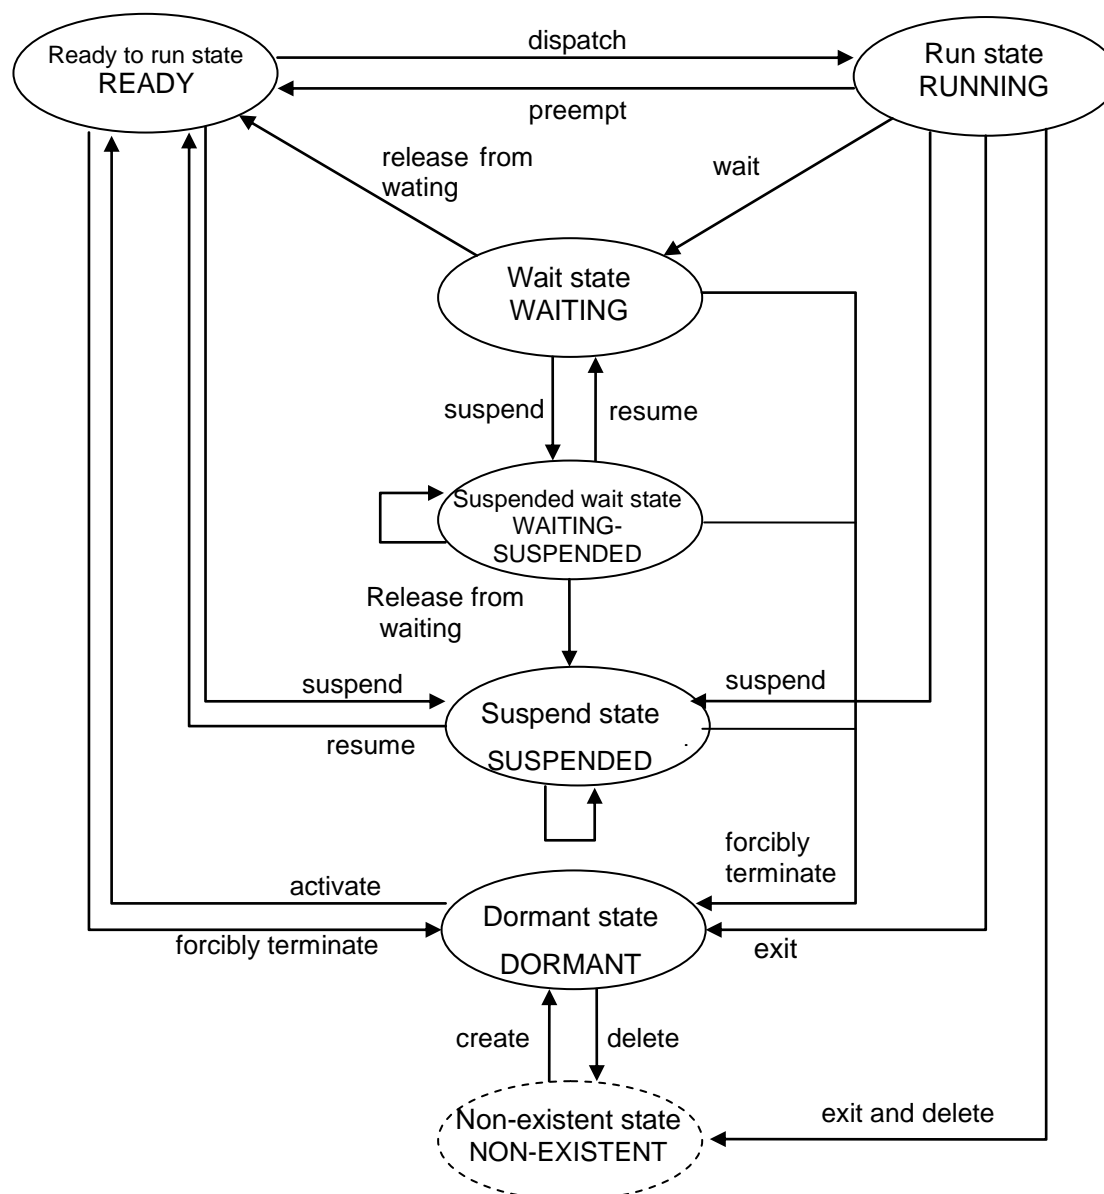 Ready to run state
READY
dispatch
Run state
RUNNING
preempt
release from
wating
wait
Wait state
WAITING
suspend
resume
Suspended wait state
WAITING-
SUSPENDED
Release from
waiting
suspend
suspend
Suspend state
resume
SUSPENDED
forcibly
terminate
activate
Dormant state
forcibly terminate
exit
DORMANT
create
delete
Non-existent state
NON-EXISTENT
exit and delete